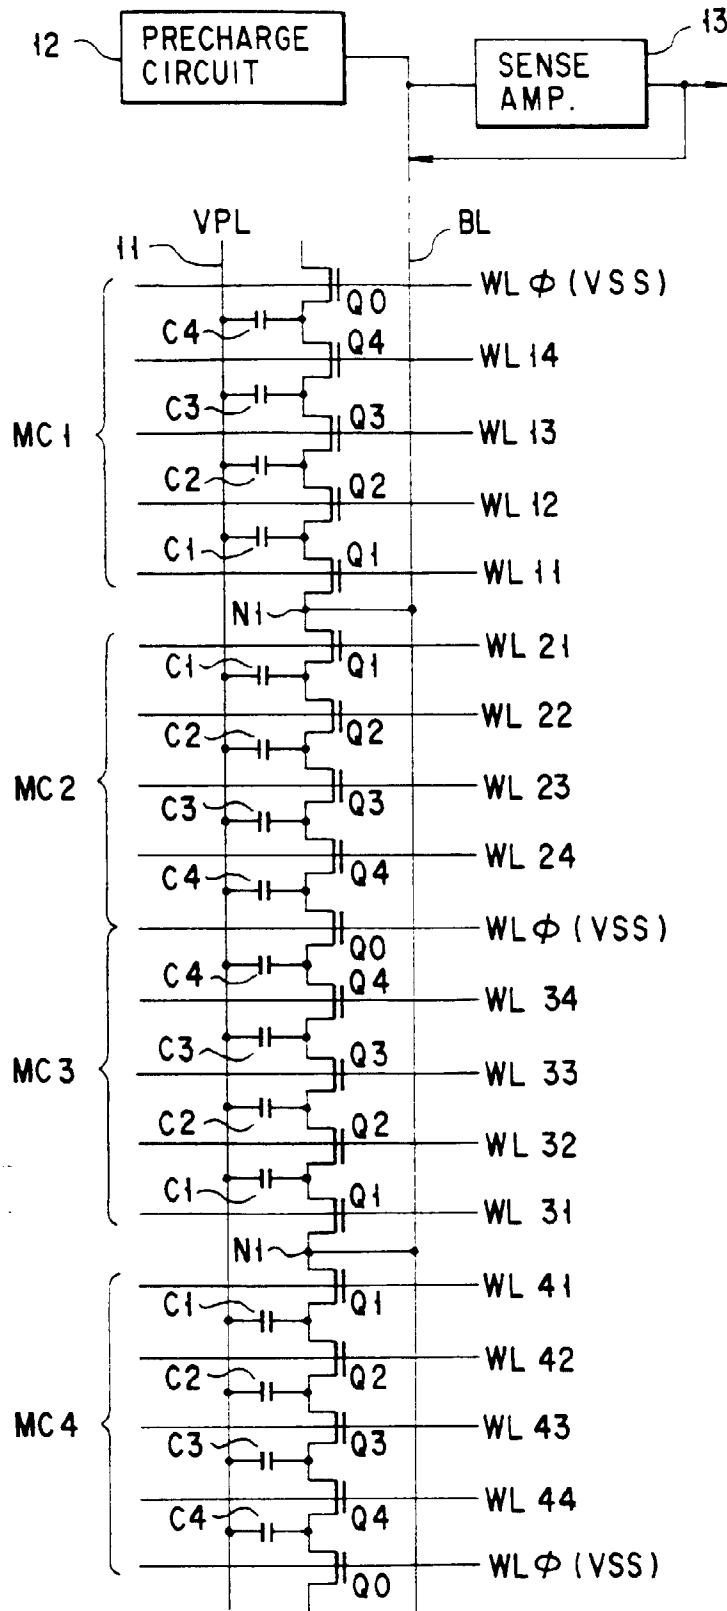 12
PRECHARGE
CIRCUIT
SENSE
AMP.
13
11
VPL
BL
WLφ (VSS)
Q0
C4
Q4
WL 14
C3
MC1
Q3
WL 13
C2
Q2
WL 12
C1
Q1
WL 11
N1
WL 21
C1
Q1
WL 22
C2
Q2
MC2
WL 23
C3
Q3
WL 24
C4
Q4
WLφ (VSS)
Q0
C4
Q4
WL 34
C3
MC3
Q3
WL 33
C2
Q2
WL 32
C1
Q1
WL 31
N1
WL 41
C1
Q1
WL 42
C2
Q2
MC4
WL 43
C3
Q3
WL 44
C4
Q4
WLφ (VSS)
Q0